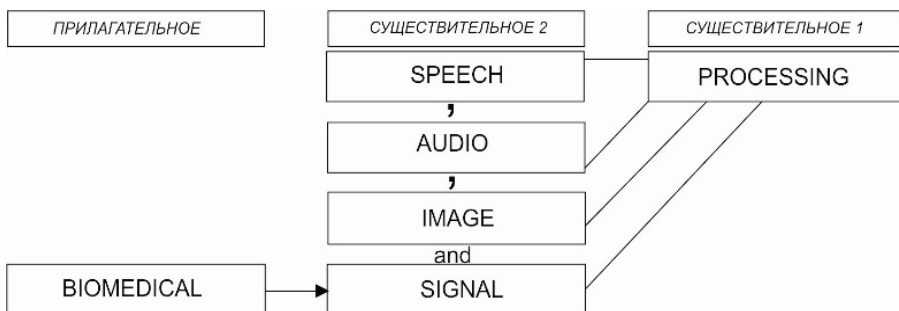 ПРИЛАГАТЕЛЬНОЕ СУЩЕСТВИТЕЛЬНОЕ 2 СУЩЕСТВИТЕЛЬНОЕ 1
SPEECH PROCESSING
,
AUDIO
,
IMAGE
and
BIOMEDICAL SIGNAL